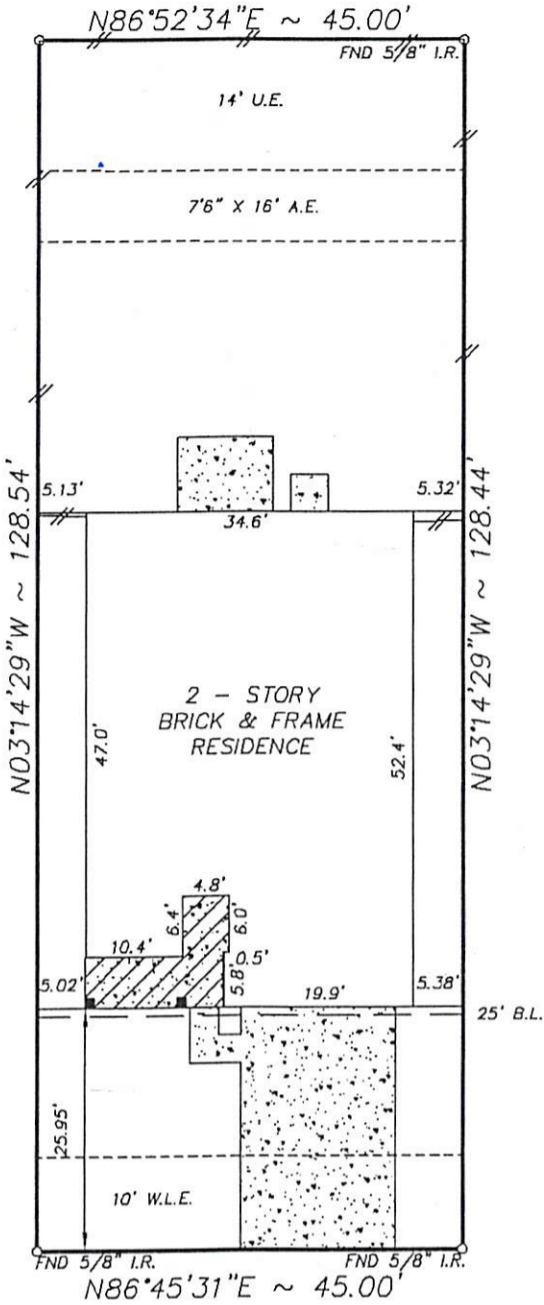 N86°52'34"E ~ 45.00'
FND 5/8" I.R.
14' U.E.
7'6" X 16' A.E.
N03°14'29"W ~ 128.54'
N03°14'29"W ~ 128.44'
5.13'
5.32'
34.6'
2 - STORY
BRICK & FRAME
RESIDENCE
47.0'
52.4'
4.8'
6.4'
6.0'
10.4'
0.5'
5.8'
5.02'
19.9'
5.38'
25' B.L.
25.95'
10' W.L.E.
FND 5/8" I.R.
FND 5/8" I.R.
N86°45'31"E ~ 45.00'